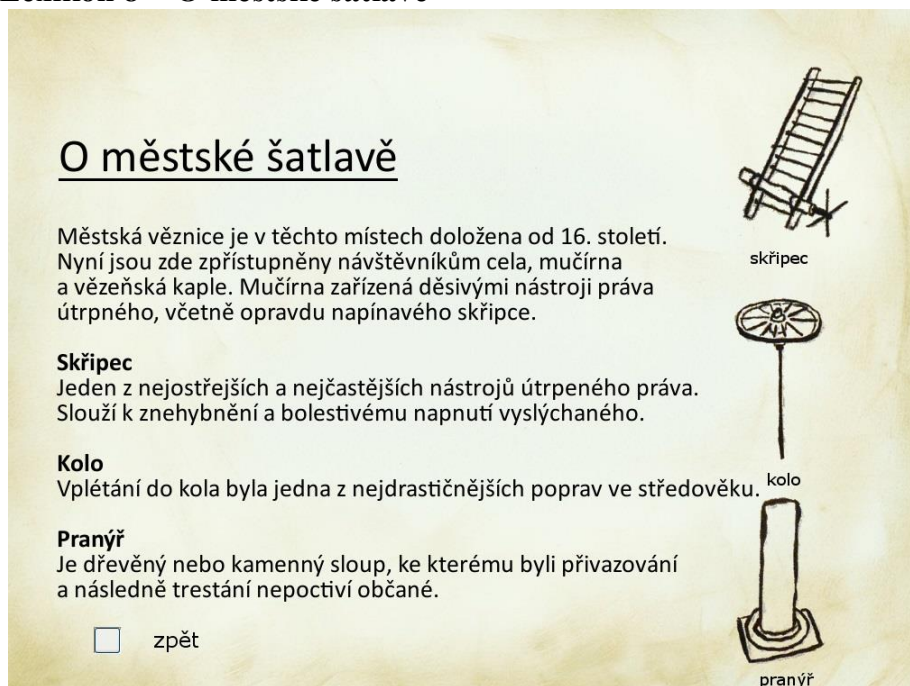 O městské šatlavě
Městská věznice je v těchto místech doložena od 16. století.
Nyní jsou zde zpřístupněny návštěvníkům cela, mučírna
a vězeňská kaple. Mučírna zařízená děsivými nástroji práva
útrpného, včetně opravdu napínavého skřipce.
Skřipec
Jeden z nejostřejších a nejčastějších nástrojů útrpeného práva.
Slouží k znehybnění a bolestivému napnutí vyslýchaného.
Kolo
Vplétání do kola byla jedna z nejdrastičnějších poprav ve středověku.
Pranýř
Je dřevěný nebo kamenný sloup, ke kterému byli přivazování
a následně trestání nepoctiví občané.
zpět
skřipec
kolo
pranýř